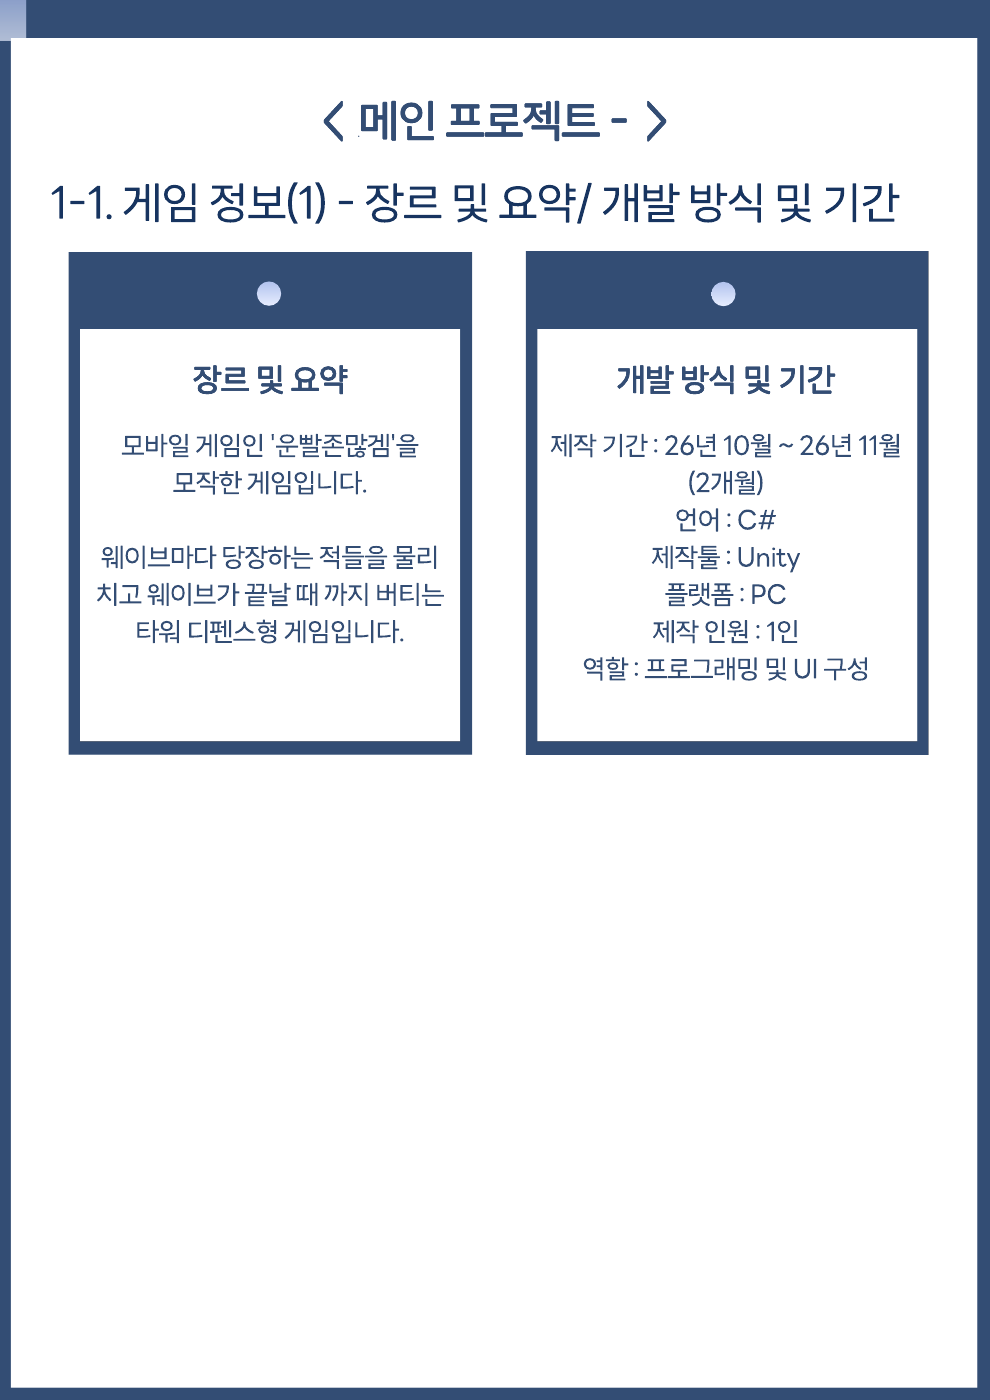 < 메인 프로젝트 - >
1-1. 게임 정보(1) - 장르 및 요약/ 개발 방식 및 기간
장르 및 요약
모바일 게임인 '운빨존많겜'을
모작한 게임입니다.
웨이브마다 당장하는 적들을 물리
치고 웨이브가 끝날 때 까지 버티는
타워 디펜스형 게임입니다.
개발 방식 및 기간
제작 기간 : 26년 10월 ~ 26년 11월
(2개월)
언어 : C#
제작툴 : Unity
플랫폼 : PC
제작 인원 : 1인
역할 : 프로그래밍 및 UI 구성